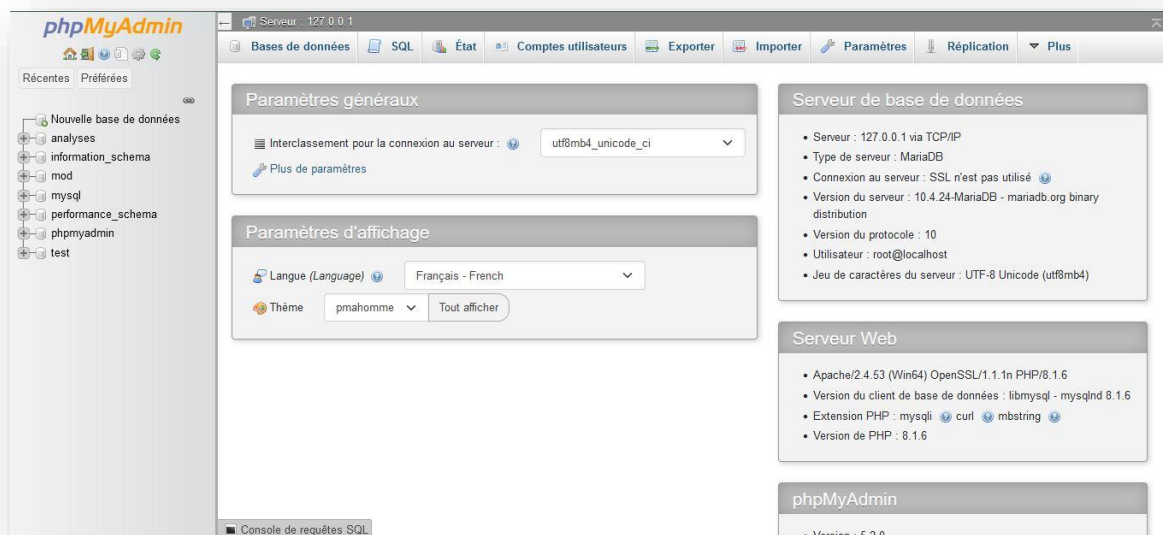 phpMyAdmin
Récentes Préférées
Nouvelle base de données
analyses
information_schema
mod
mysql
performance_schema
phpmyadmin
test
Serveur : 127.0.0.1
Bases de données SQL État Comptes utilisateurs Exporter Importer Paramètres Réplication Plus
Paramètres généraux
Interclassement pour la connexion au serveur : utf8mb4_unicode_ci
Plus de paramètres
Paramètres d'affichage
Langue (Language) Français - French
Thème pmahomme Tout afficher
Serveur de base de données
• Serveur : 127.0.0.1 via TCP/IP
• Type de serveur : MariaDB
• Connexion au serveur : SSL n'est pas utilisé
• Version du serveur : 10.4.24-MariaDB - mariadb.org binary
distribution
• Version du protocole : 10
• Utilisateur : root@localhost
• Jeu de caractères du serveur : UTF-8 Unicode (utf8mb4)
Serveur Web
• Apache/2.4.53 (Win64) OpenSSL/1.1.1n PHP/8.1.6
• Version du client de base de données : libmysql - mysqlnd 8.1.6
• Extension PHP : mysqli curl mbstring
• Version de PHP : 8.1.6
phpMyAdmin
• Version : 5.2.0
Console de requêtes SQL